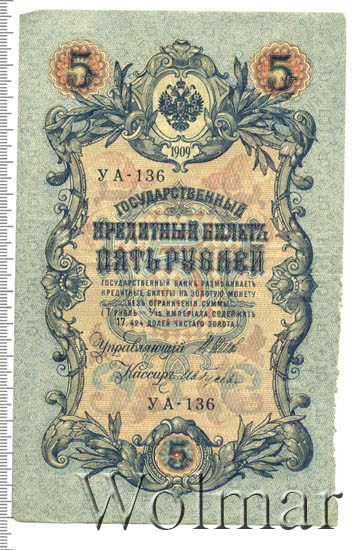 5 5
1909
УА-136
ГОСУДАРСТВЕННЫЙ
КРЕДИТНЫЙ БИЛЕТЪ
ПЯТЬ РУБЛЕЙ
ГОСУДАРСТВЕННЫЙ БАНКЪ РАЗМѢНИВАЕТЪ
КРЕДИТНЫЕ БИЛЕТЫ НА ЗОЛОТУЮ МОНЕТУ
БЕЗЪ ОГРАНИЧЕНІЯ СУММЫ
(1 РУБЛЬ = 1/15 ИМПЕРІАЛА, СОДЕРЖИТЪ
17,424 ДОЛЕЙ ЧИСТАГО ЗОЛОТА)
Управляющій
Кассиръ
УА-136
5
Wolmar